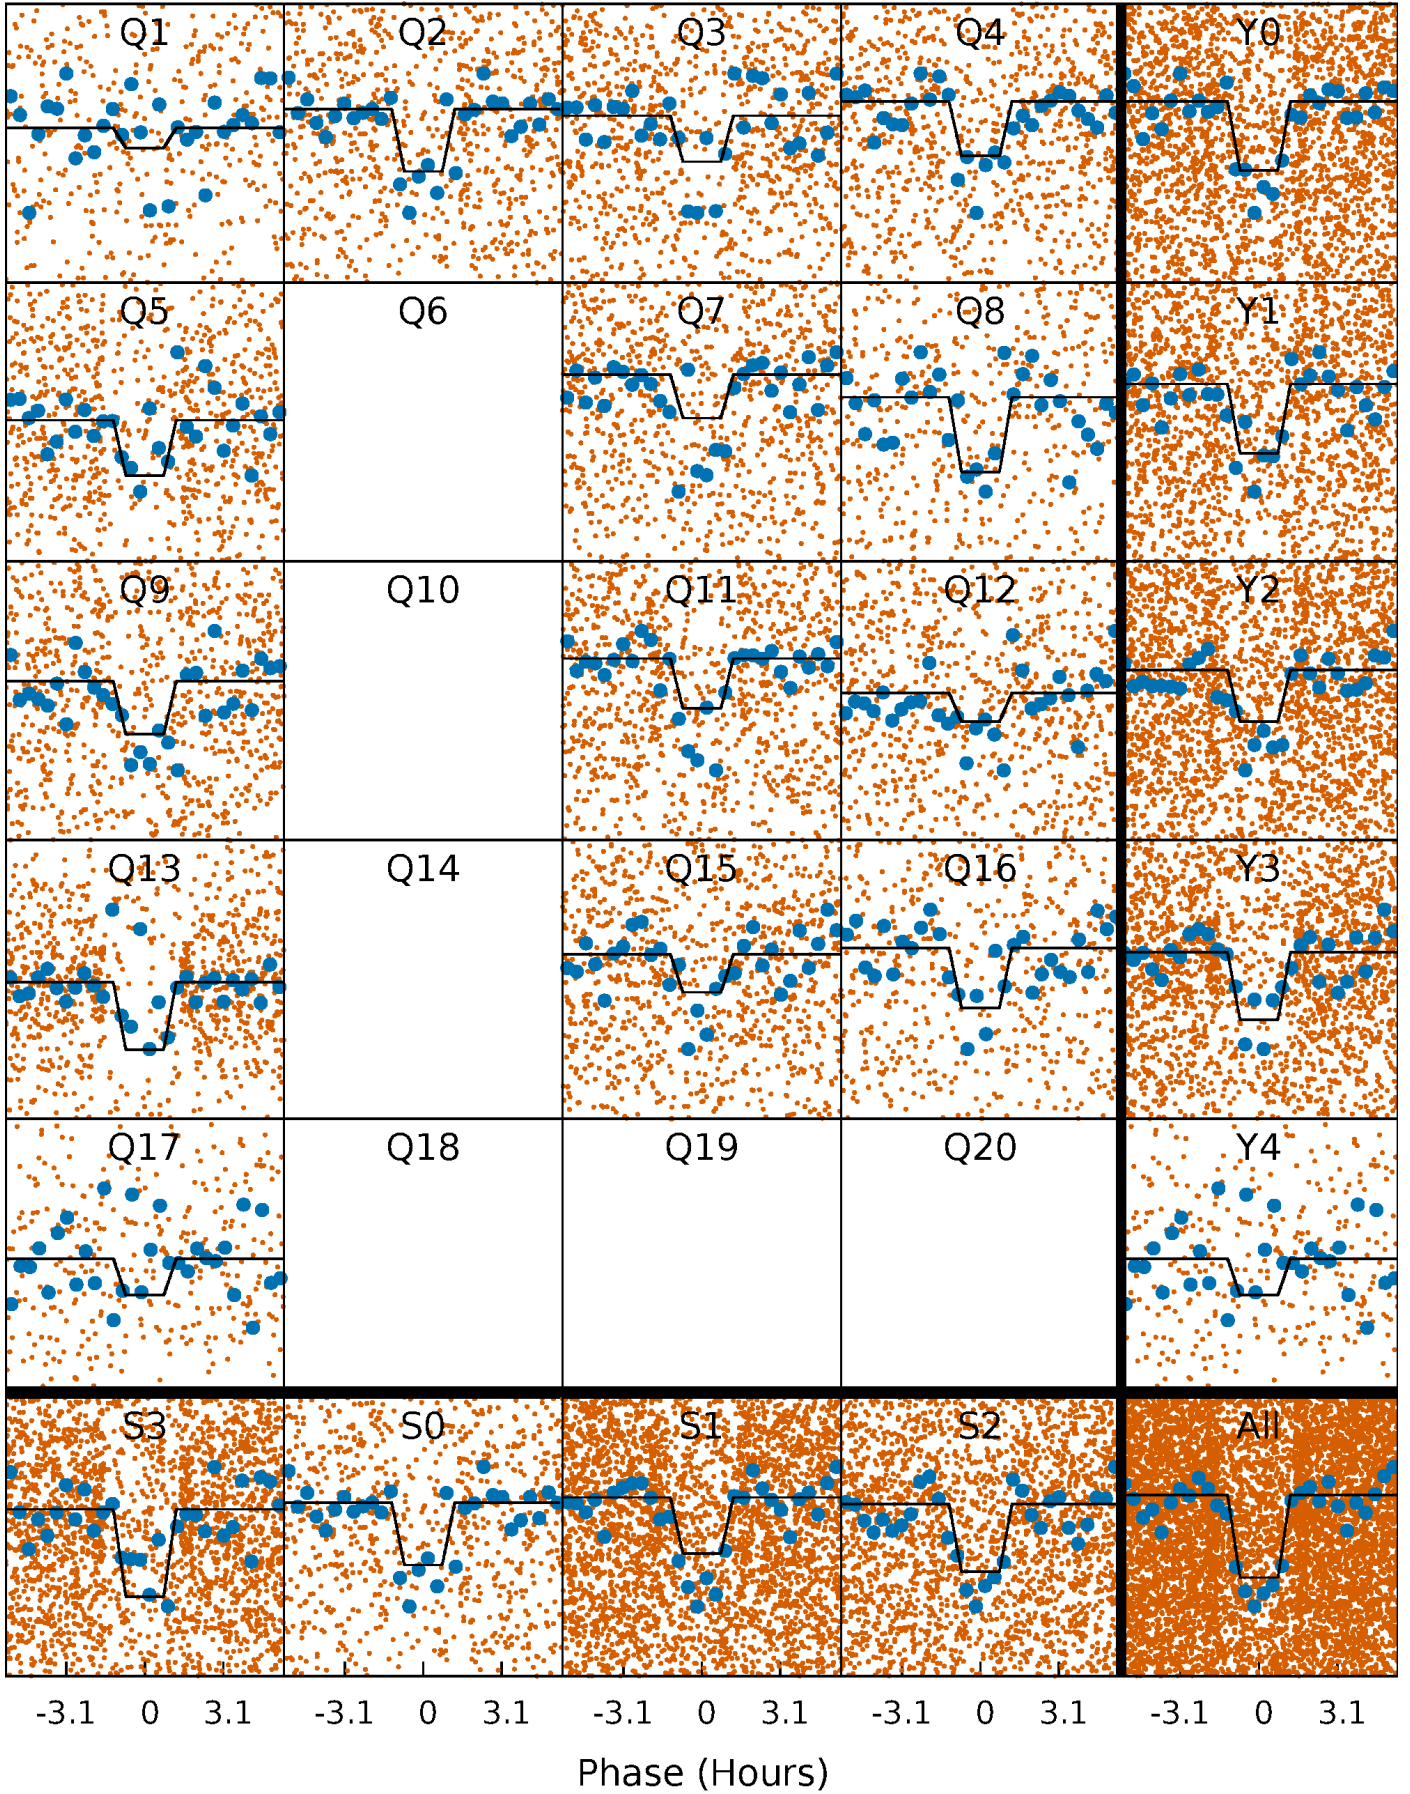 Q1 Q2 Q3 Q4 Y0
Q5 Q6 Q7 Q8 Y1
Q9 Q10 Q11 Q12 Y2
Q13 Q14 Q15 Q16 Y3
Q17 Q18 Q19 Q20 Y4
S3 S0 S1 S2 All
-3.1 0 3.1 -3.1 0 3.1 -3.1 0 3.1 -3.1 0 3.1 -3.1 0 3.1
Phase (Hours)